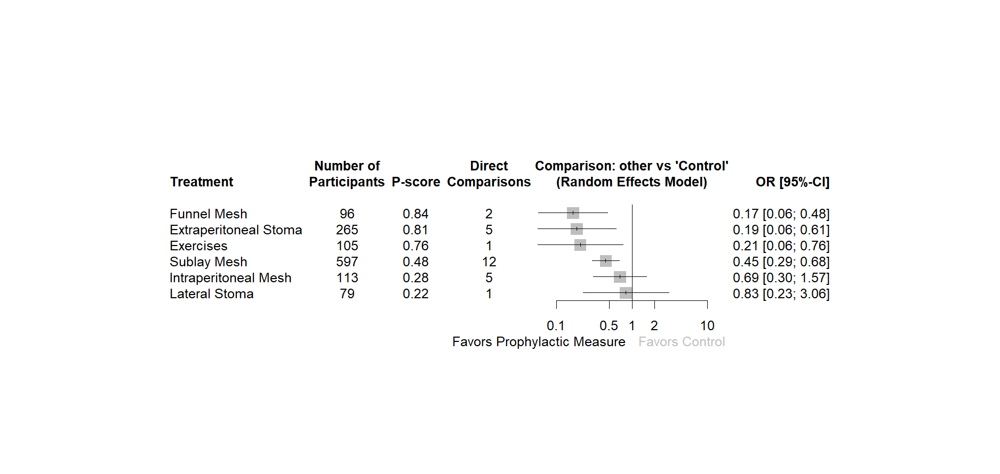 Number of Direct Comparison: other vs 'Control'
Treatment Participants P-score Comparisons (Random Effects Model) OR [95%-CI]
Funnel Mesh 96 0.84 2 0.17 [0.06; 0.48]
Extraperitoneal Stoma 265 0.81 5 0.19 [0.06; 0.61]
Exercises 105 0.76 1 0.21 [0.06; 0.76]
Sublay Mesh 597 0.48 12 0.45 [0.29; 0.68]
Intraperitoneal Mesh 113 0.28 5 0.69 [0.30; 1.57]
Lateral Stoma 79 0.22 1 0.83 [0.23; 3.06]
0.1 0.5 1 2 10
Favors Prophylactic Measure Favors Control